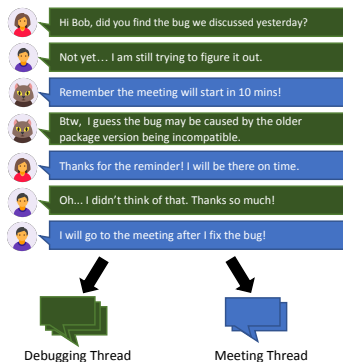 Hi Bob, did you find the bug we discussed yesterday?
Not yet… I am still trying to figure it out.
Remember the meeting will start in 10 mins!
Btw,  I guess the bug may be caused by the older
package version being incompatible.
Thanks for the reminder! I will be there on time.
Oh... I didn’t think of that. Thanks so much!
I will go to the meeting after I fix the bug!
Debugging Thread
Meeting Thread